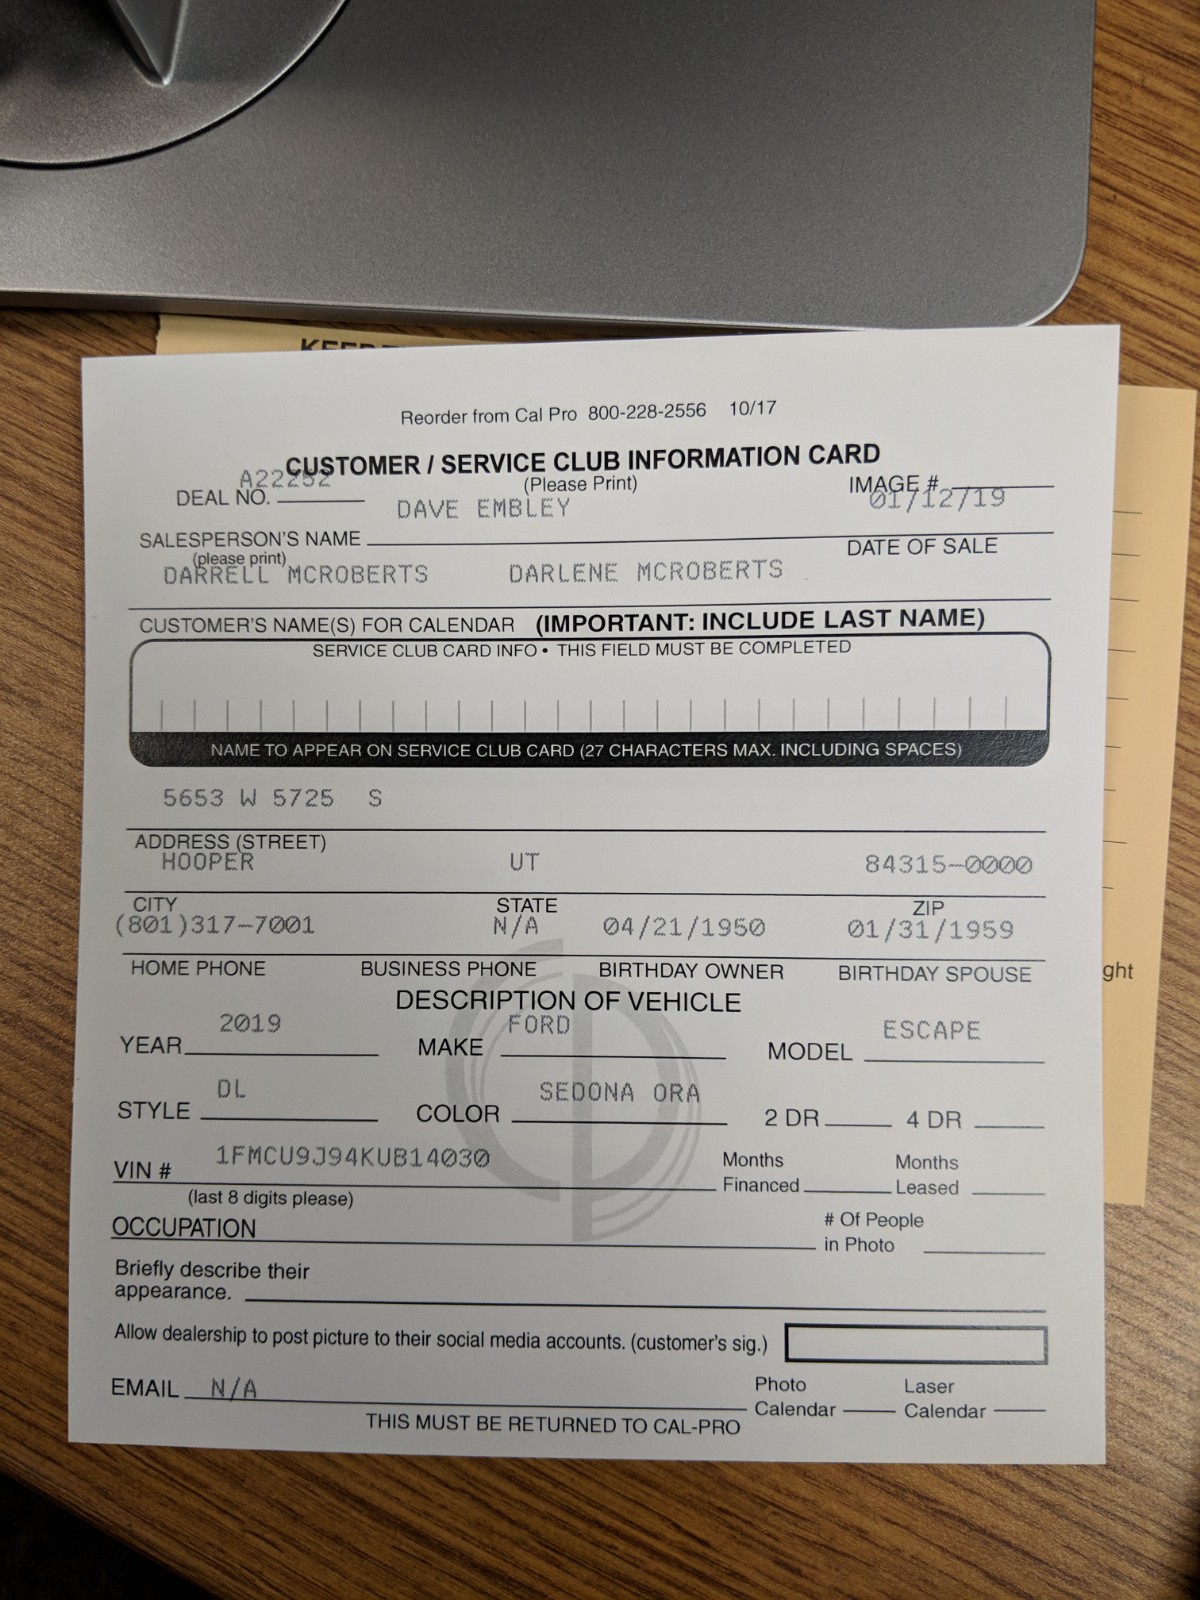 KEEP
Reorder from Cal Pro 800-228-2556 10/17
CUSTOMER / SERVICE CLUB INFORMATION CARD
A22252
(Please Print)
DEAL NO.
IMAGE #
DAVE EMBLEY
01/12/19
SALESPERSON'S NAME
DATE OF SALE
(please print)
DARRELL MCROBERTS DARLENE MCROBERTS
CUSTOMER'S NAME(S) FOR CALENDAR (IMPORTANT: INCLUDE LAST NAME)
SERVICE CLUB CARD INFO • THIS FIELD MUST BE COMPLETED
NAME TO APPEAR ON SERVICE CLUB CARD (27 CHARACTERS MAX. INCLUDING SPACES)
5653 W 5725 S
ADDRESS (STREET)
HOOPER UT 84315-0000
CITY STATE ZIP
(801)317-7001 N/A 04/21/1950 01/31/1959
HOME PHONE BUSINESS PHONE BIRTHDAY OWNER BIRTHDAY SPOUSE
ght
DESCRIPTION OF VEHICLE
2019 FORD ESCAPE
YEAR MAKE MODEL
DL SEDONA ORA
STYLE COLOR 2 DR 4 DR
1FMCU9J94KUB14030
VIN # Months Financed Months Leased
(last 8 digits please)
OCCUPATION # Of People in Photo
Briefly describe their
appearance.
Allow dealership to post picture to their social media accounts. (customer's sig.)
EMAIL N/A Photo Calendar Laser Calendar
THIS MUST BE RETURNED TO CAL-PRO